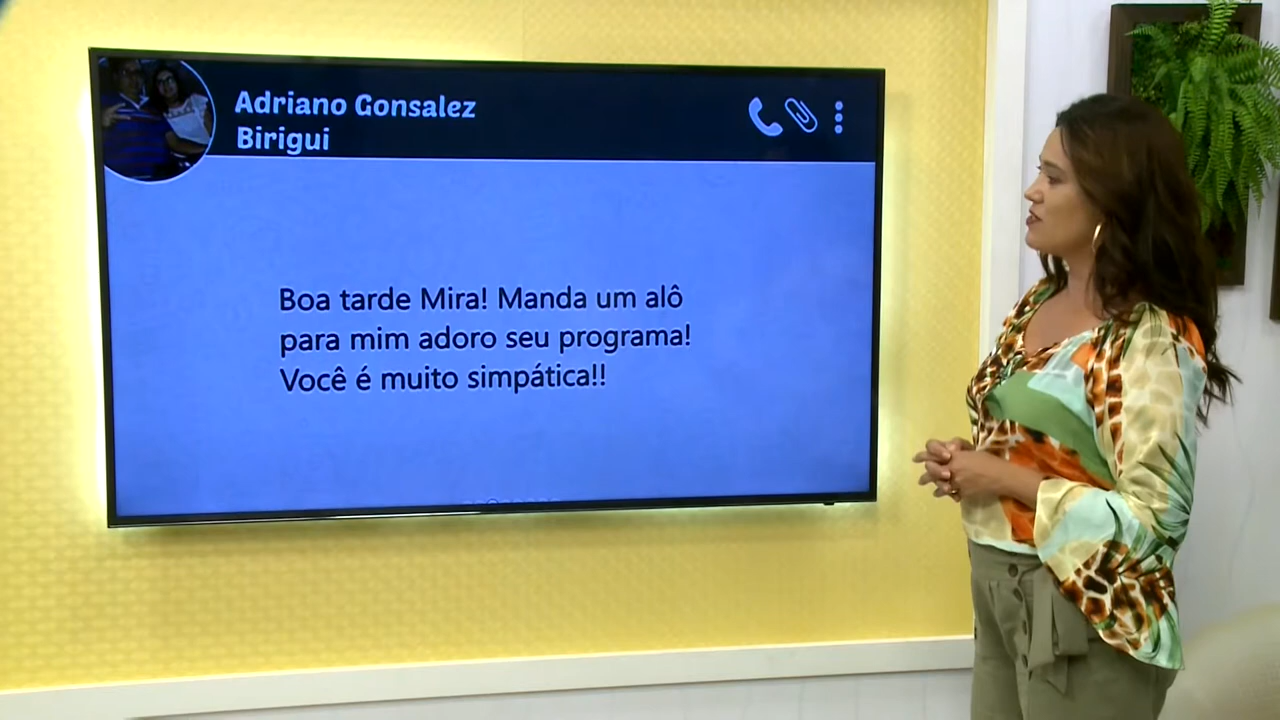 Adriano Gonsalez
Birigui
Boa tarde Mira! Manda um alô
para mim adoro seu programa!
Você é muito simpática!!